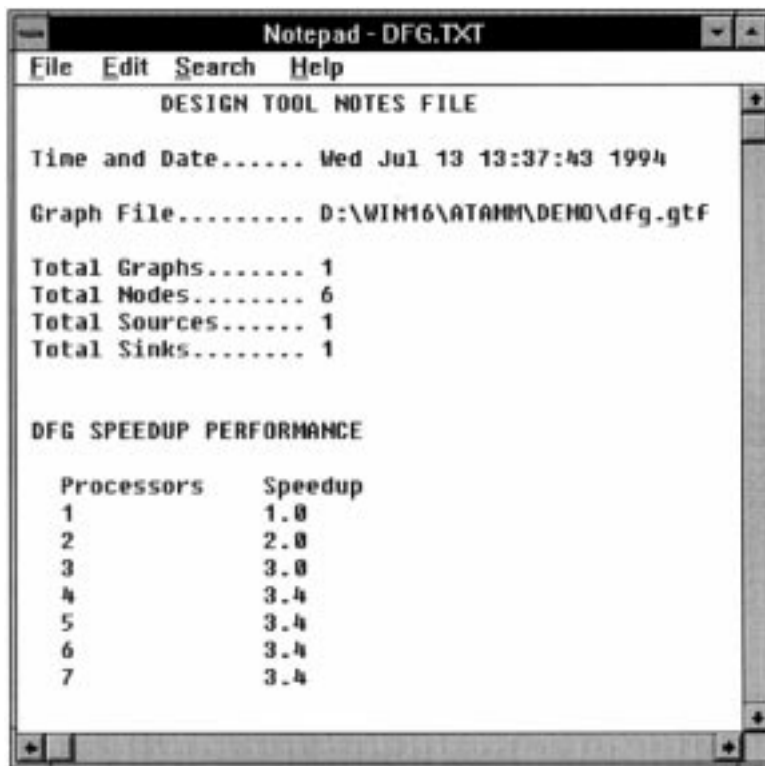 Notepad - DFG.TXT
File Edit Search Help
DESIGN TOOL NOTES FILE
Time and Date...... Wed Jul 13 13:37:43 1994
Graph File......... D:\WIN16\ATAMM\DEMO\dfg.gtf
Total Graphs....... 1
Total Nodes........ 6
Total Sources...... 1
Total Sinks........ 1
DFG SPEEDUP PERFORMANCE
Processors Speedup
1 1.0
2 2.0
3 3.0
4 3.4
5 3.4
6 3.4
7 3.4